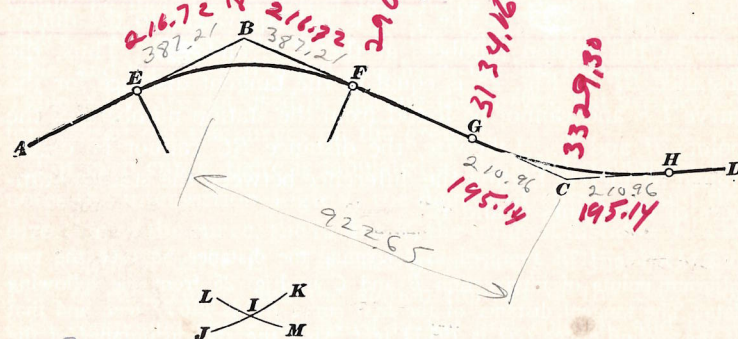 216.72
216.72
387.21
B
387.21
3134.16
3329.30
E
F
A
G
H
210.96
C
210.96
195.14
195.14
922.65
L
I
K
J
M